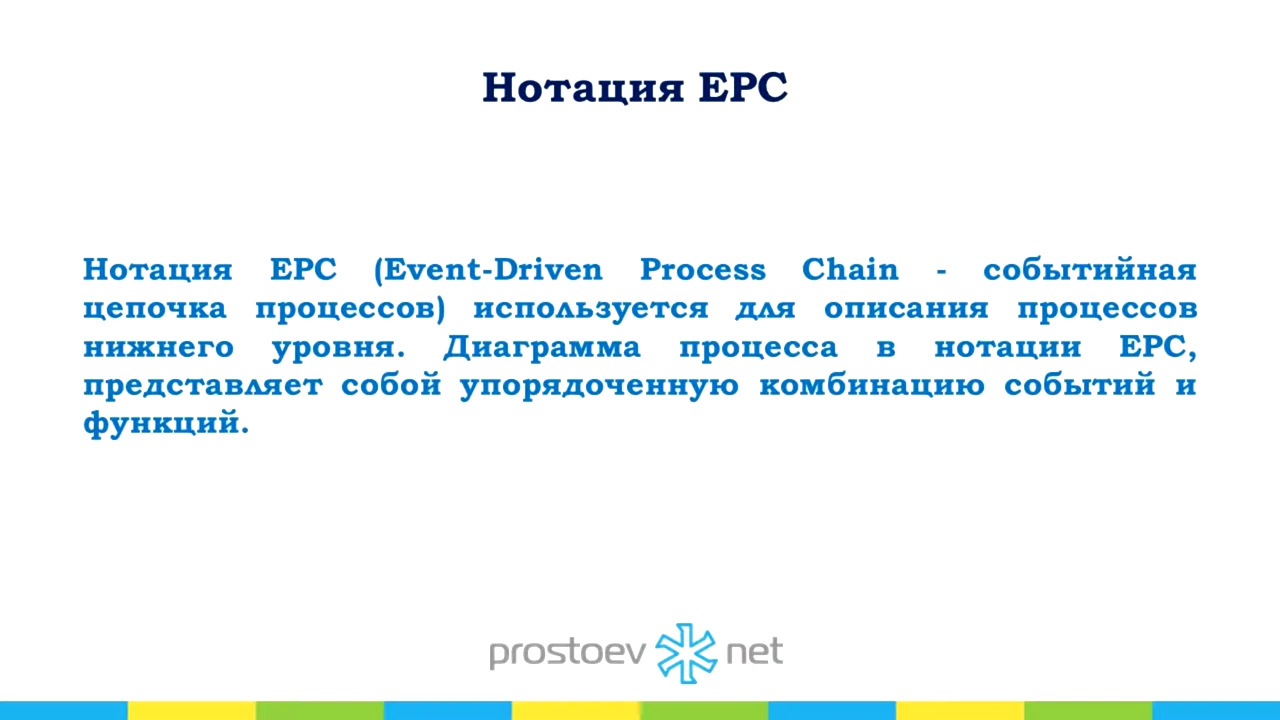 Нотация EPC
Нотация EPC (Event-Driven Process Chain - событийная
цепочка процессов) используется для описания процессов
нижнего уровня. Диаграмма процесса в нотации EPC,
представляет собой упорядоченную комбинацию событий и
функций.
prostoev net